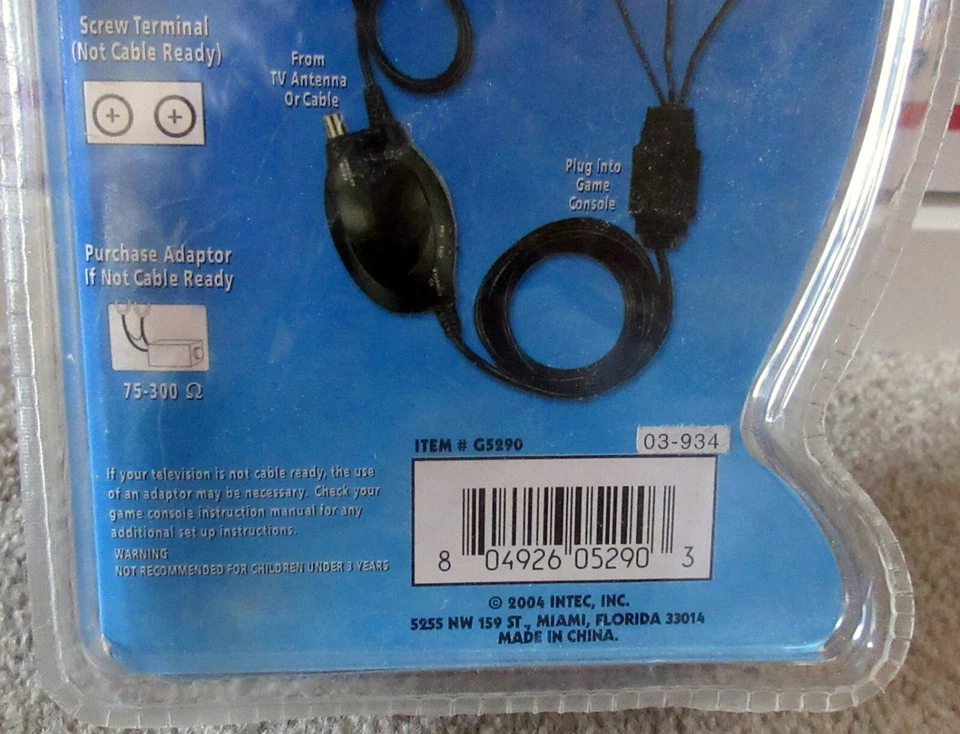 Screw Terminal
(Not Cable Ready)
From
TV Antenna
Or Cable
Plug Into
Game
Console
Purchase Adaptor
If Not Cable Ready
75-300 Ω
ITEM # G5290
03-934
If your television is not cable ready, the use
of an adaptor may be necessary. Check your
game console instruction manual for any
additional set up instructions.
WARNING
NOT RECOMMENDED FOR CHILDREN UNDER 3 YEARS
8 04926 05290 3
© 2004 INTEC, INC.
5255 NW 159 ST., MIAMI, FLORIDA 33014
MADE IN CHINA.